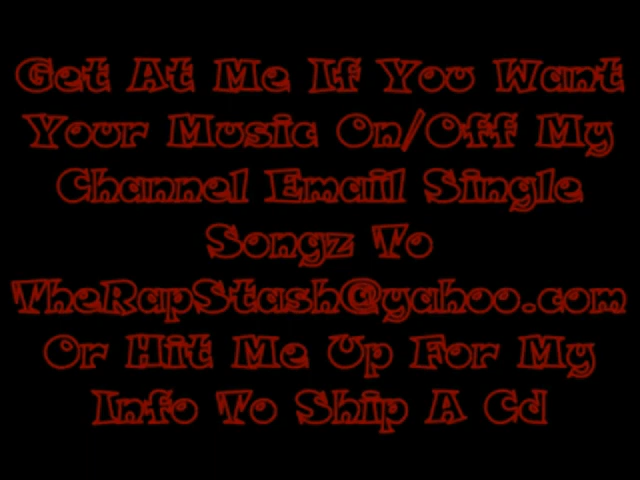 Get At Me If You Want
Your Music On/Off My
Channel Email Single
Songz To
TheRapStash@yahoo.com
Or Hit Me Up For My
Info To Ship A Cd